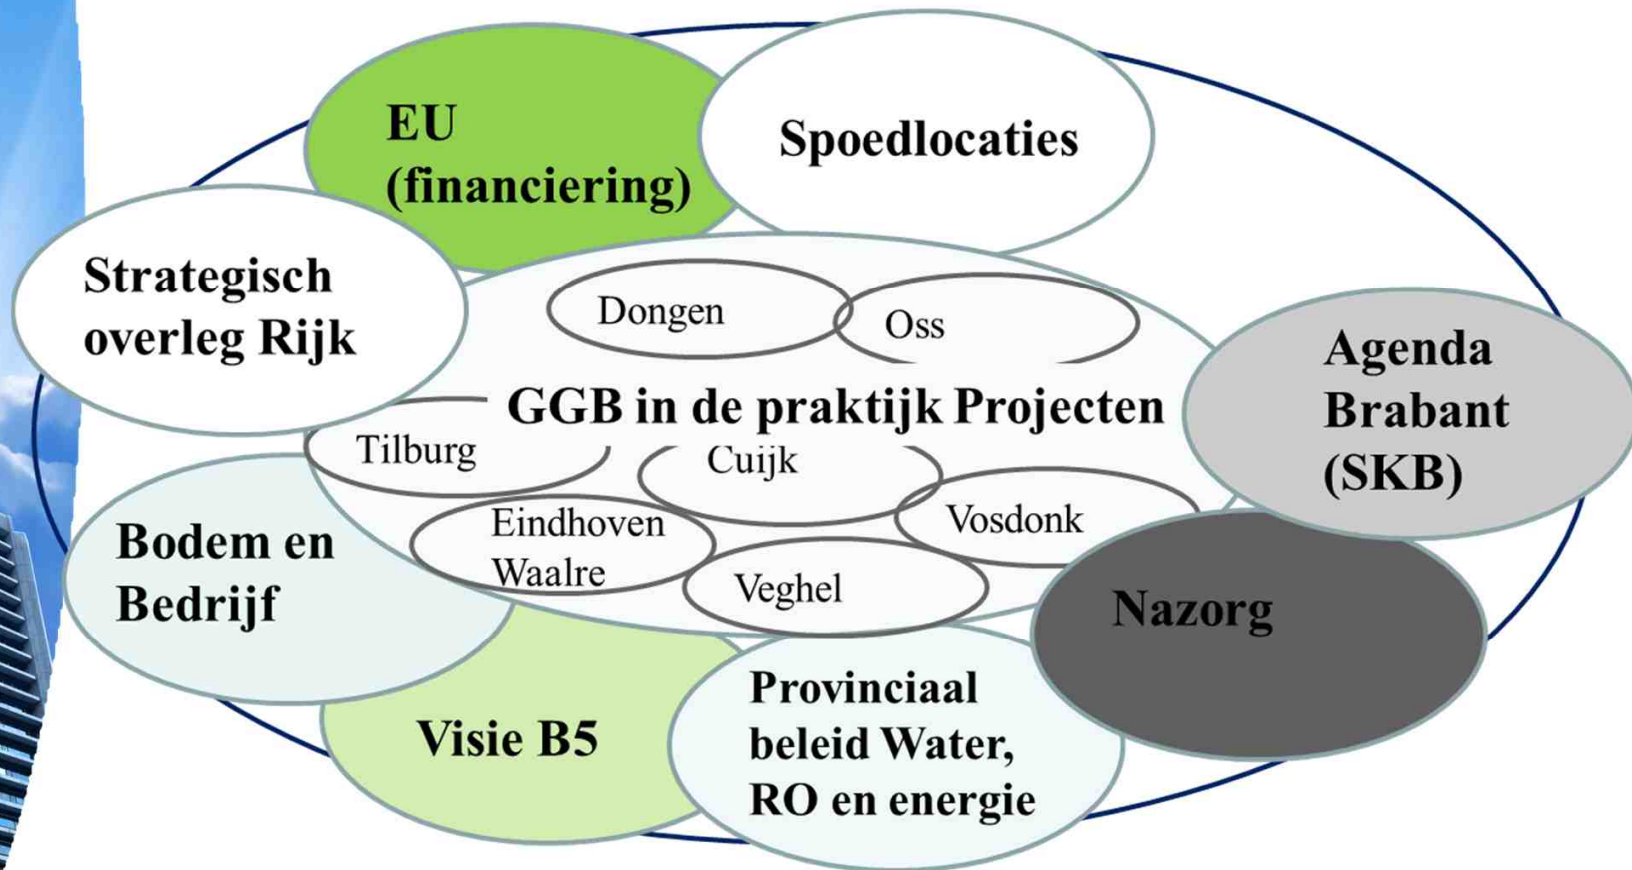 EU
(financiering)
Spoedlocaties
Strategisch
overleg Rijk
Dongen
Oss
Agenda
Brabant
(SKB)
GGB in de praktijk Projecten
Tilburg
Cuijk
Eindhoven
Waalre
Vosdonk
Veghel
Bodem en
Bedrijf
Nazorg
Visie B5
Provinciaal
beleid Water,
RO en energie